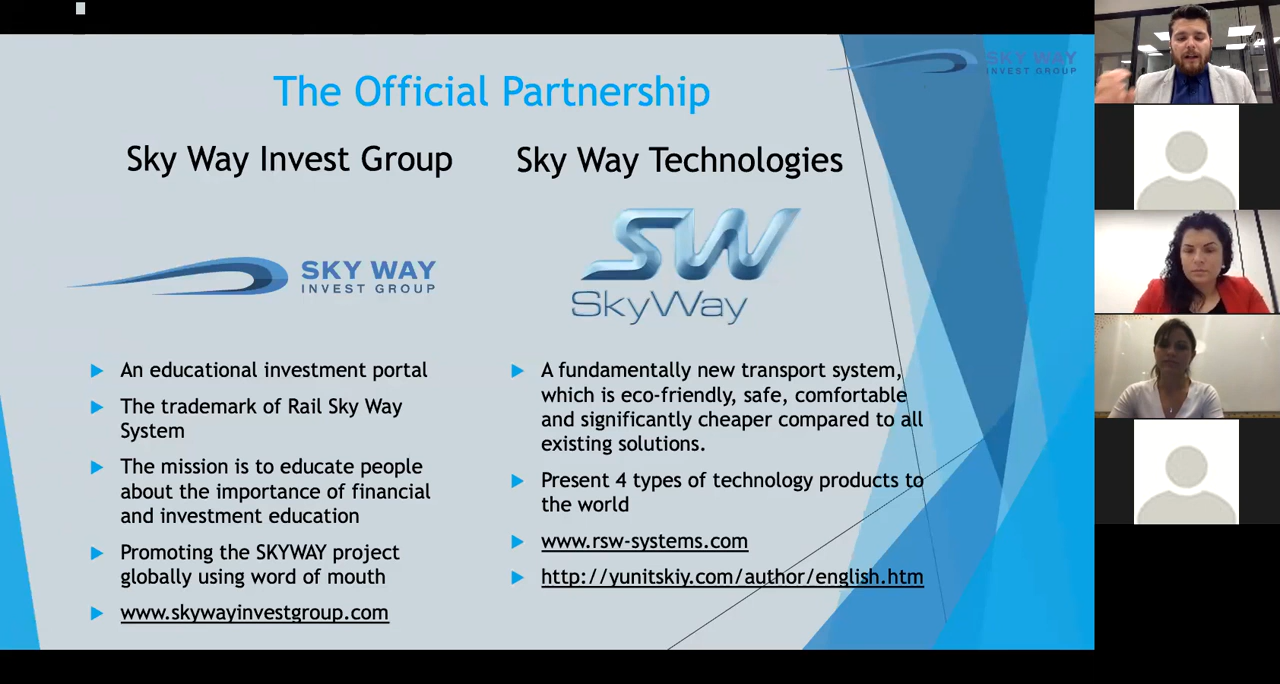 SKY WAY
INVEST GROUP
The Official Partnership
Sky Way Invest Group
Sky Way Technologies
SKY WAY
INVEST GROUP
SW
SkyWay
An educational investment portal
The trademark of Rail Sky Way
System
The mission is to educate people
about the importance of financial
and investment education
Promoting the SKYWAY project
globally using word of mouth
www.skywayinvestgroup.com
A fundamentally new transport system,
which is eco-friendly, safe, comfortable
and significantly cheaper compared to all
existing solutions.
Present 4 types of technology products to
the world
www.rsw-systems.com
http://yunitskiy.com/author/english.htm